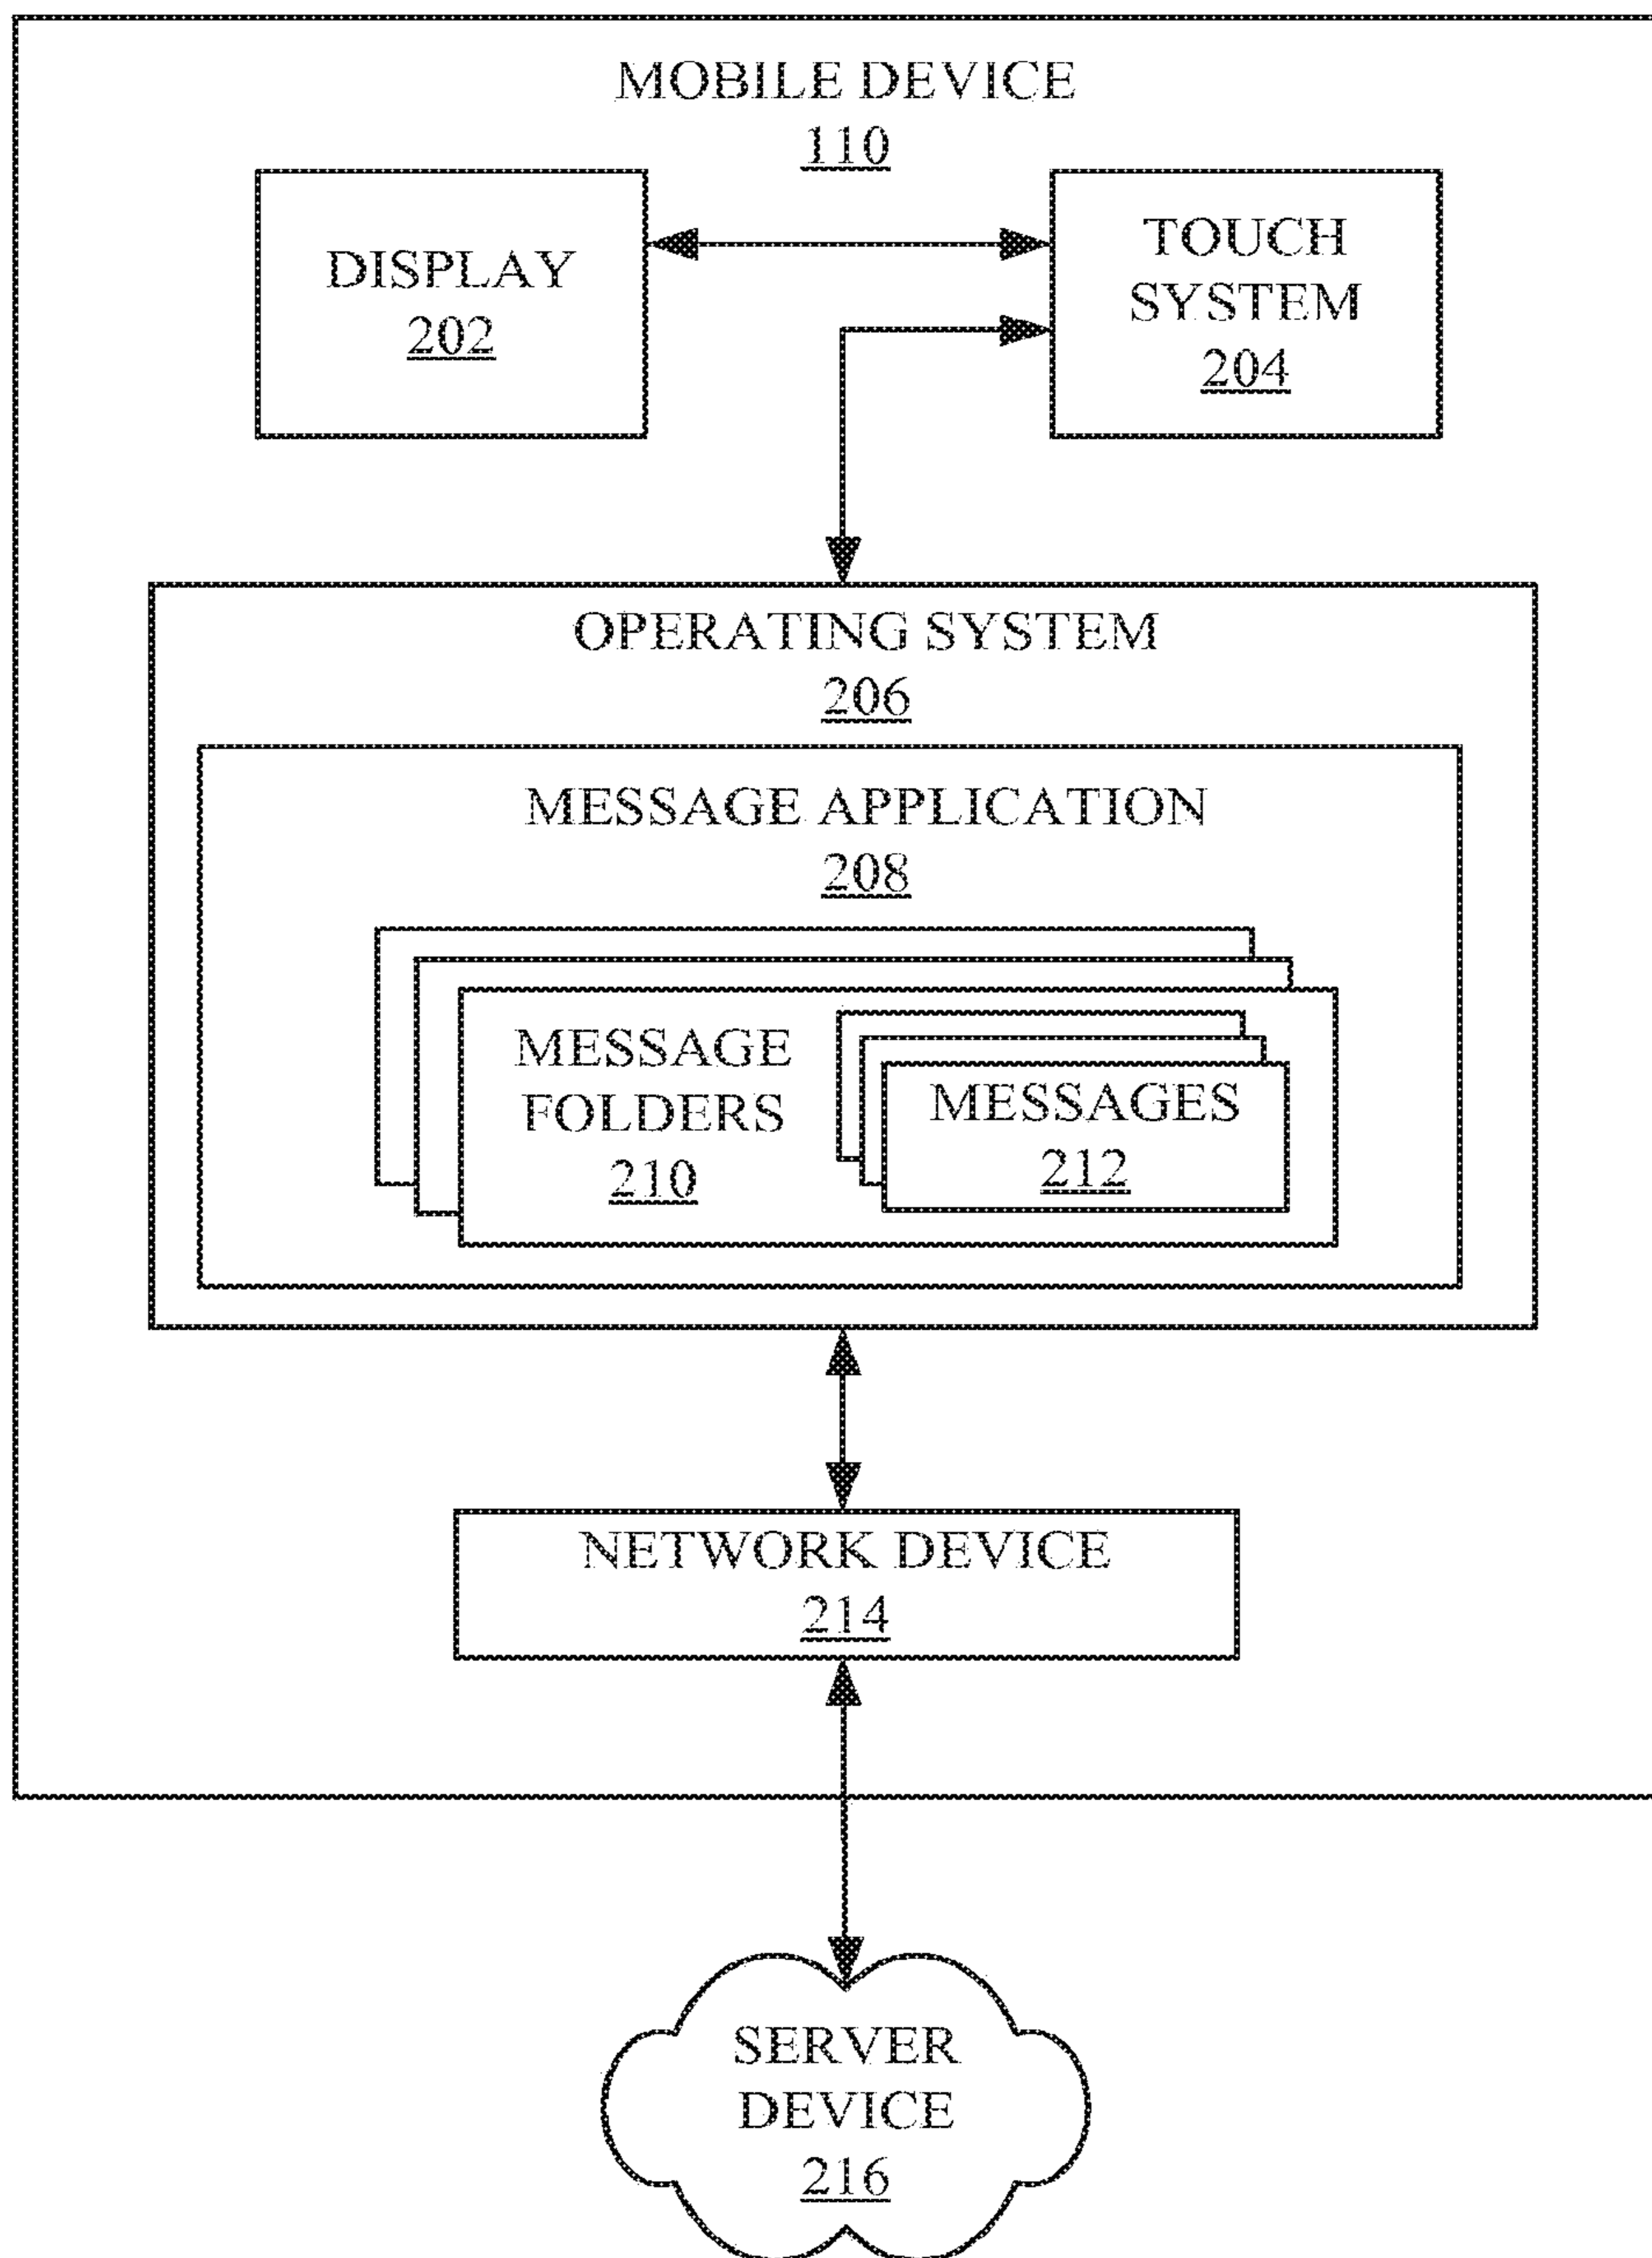 MOBILE DEVICE
110
DISPLAY
202
TOUCH
SYSTEM
204
OPERATING SYSTEM
206
MESSAGE APPLICATION
208
MESSAGE
FOLDERS
210
MESSAGES
212
NETWORK DEVICE
214
SERVER
DEVICE
216